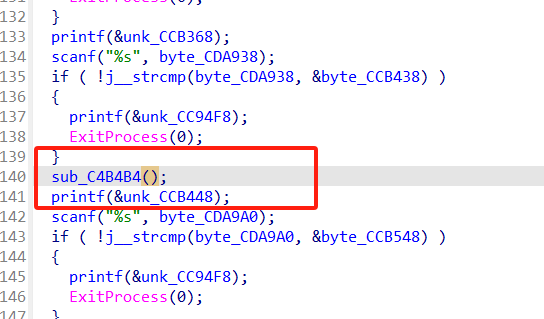 131 ExitProcess(0);
132 }
133 printf(&unk_CCB368);
134 scanf("%s", byte_CDA938);
135 if ( !j__strcmp(byte_CDA938, &byte_CCB438) )
136 {
137 printf(&unk_CC94F8);
138 ExitProcess(0);
139 }
140 sub_C4B4B4();
141 printf(&unk_CCB448);
142 scanf("%s", byte_CDA9A0);
143 if ( !j__strcmp(byte_CDA9A0, &byte_CCB548) )
144 {
145 printf(&unk_CC94F8);
146 ExitProcess(0);
147 }